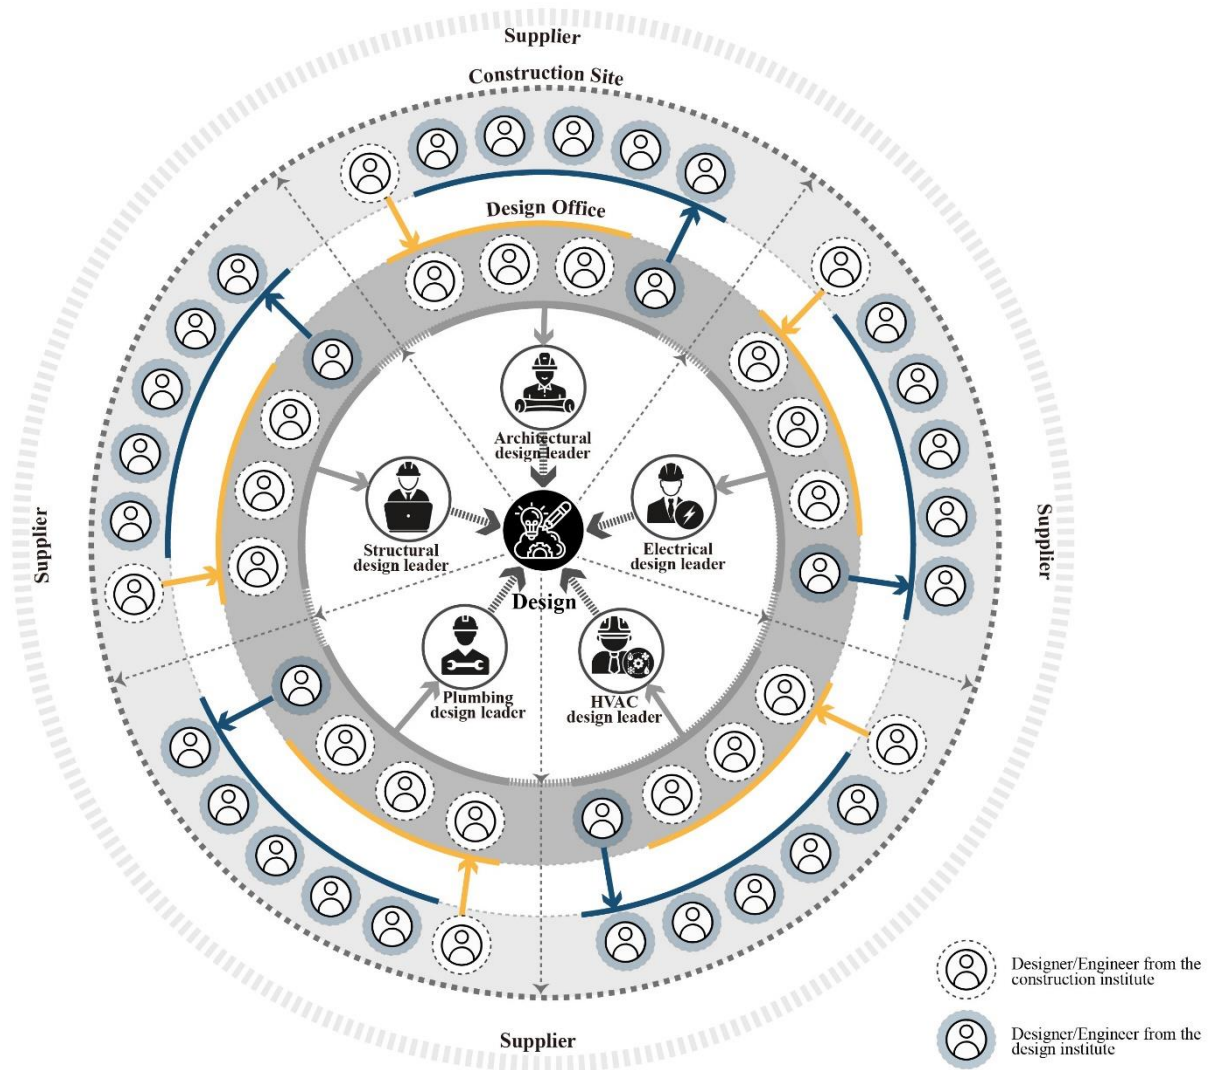 Supplier
Construction Site
Design Office
Architectural
design leader
Structural
design leader
Electrical
design leader
Design
Plumbing
design leader
HVAC
design leader
Supplier
Supplier
Supplier
Designer/Engineer from the
construction institute
Designer/Engineer from the
design institute